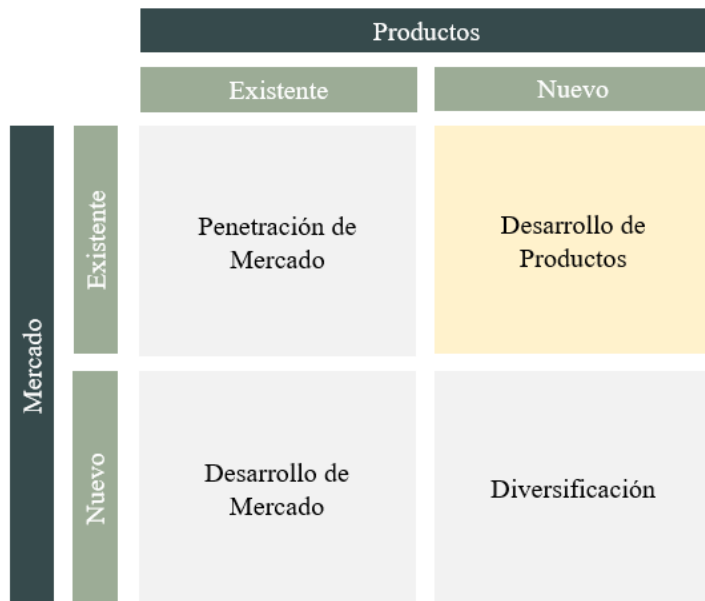 Productos
Existente
Nuevo
Mercado
Existente
Penetración de
Mercado
Desarrollo de
Productos
Nuevo
Desarrollo de
Mercado
Diversificación